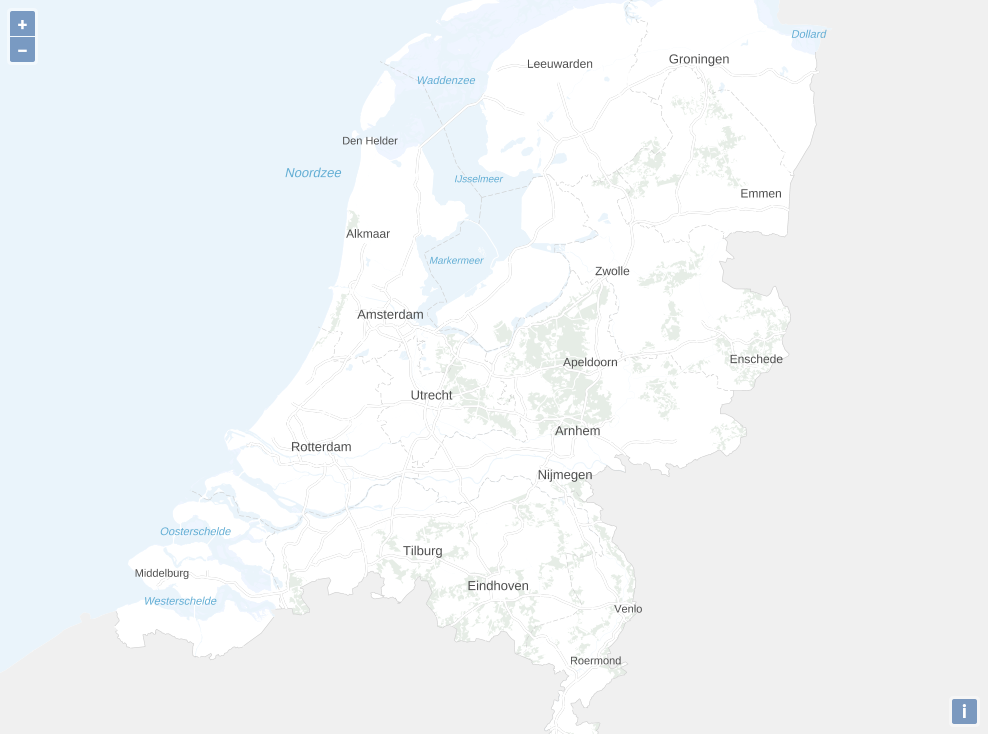 +
−
Dollard
Groningen
Leeuwarden
Waddenzee
Den Helder
Noordzee
IJsselmeer
Emmen
Alkmaar
Markermeer
Zwolle
Amsterdam
Enschede
Apeldoorn
Utrecht
Arnhem
Rotterdam
Nijmegen
Oosterschelde
Tilburg
Middelburg
Eindhoven
Westerschelde
Venlo
Roermond
i